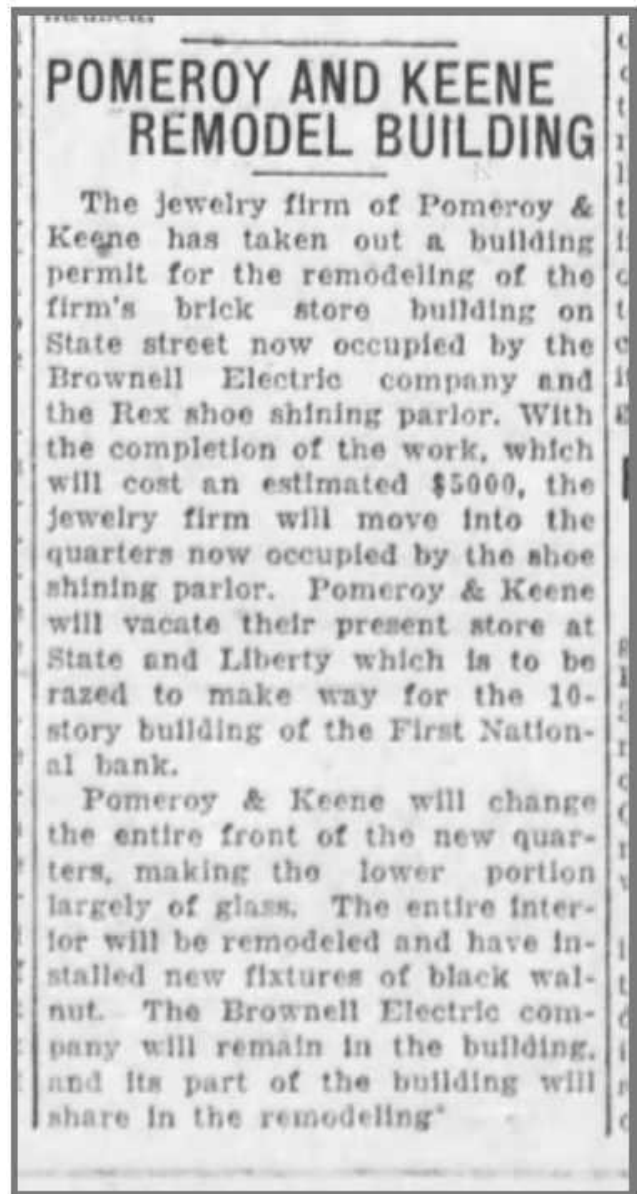 POMEROY AND KEENE
REMODEL BUILDING
The jewelry firm of Pomeroy &
Keene has taken out a building
permit for the remodeling of the
firm's brick store building on
State street now occupied by the
Brownell Electric company and
the Rex shoe shining parlor. With
the completion of the work, which
will cost an estimated $5000, the
jewelry firm will move into the
quarters now occupied by the shoe
shining parlor. Pomeroy & Keene
will vacate their present store at
State and Liberty which is to be
razed to make way for the 10-
story building of the First Nation-
al bank.
Pomeroy & Keene will change
the entire front of the new quar-
ters, making the lower portion
largely of glass. The entire inter-
ior will be remodeled and have in-
stalled new fixtures of black wal-
nut. The Brownell Electric com-
pany will remain in the building,
and its part of the building will
share in the remodeling"